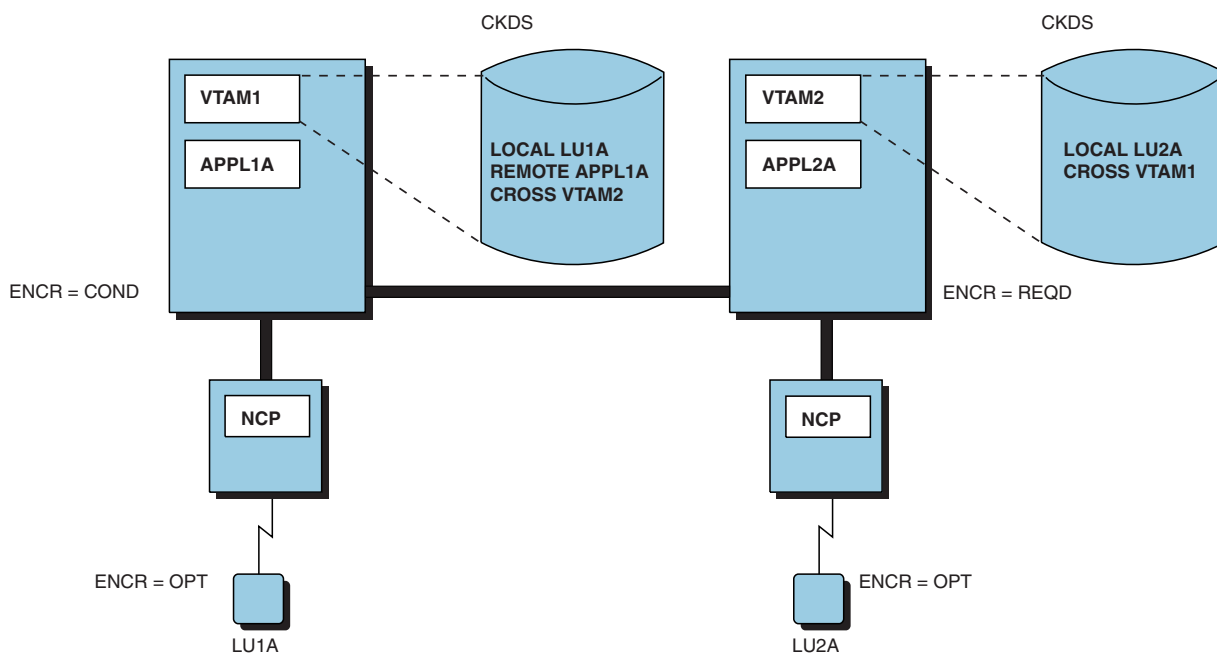 CKDS
CKDS
VTAM1
VTAM2
APPL1A
LOCAL LU1A
REMOTE APPL1A
CROSS VTAM2
APPL2A
LOCAL LU2A
CROSS VTAM1
ENCR = COND
ENCR = REQD
NCP
NCP
ENCR = OPT
ENCR = OPT
LU1A
LU2A